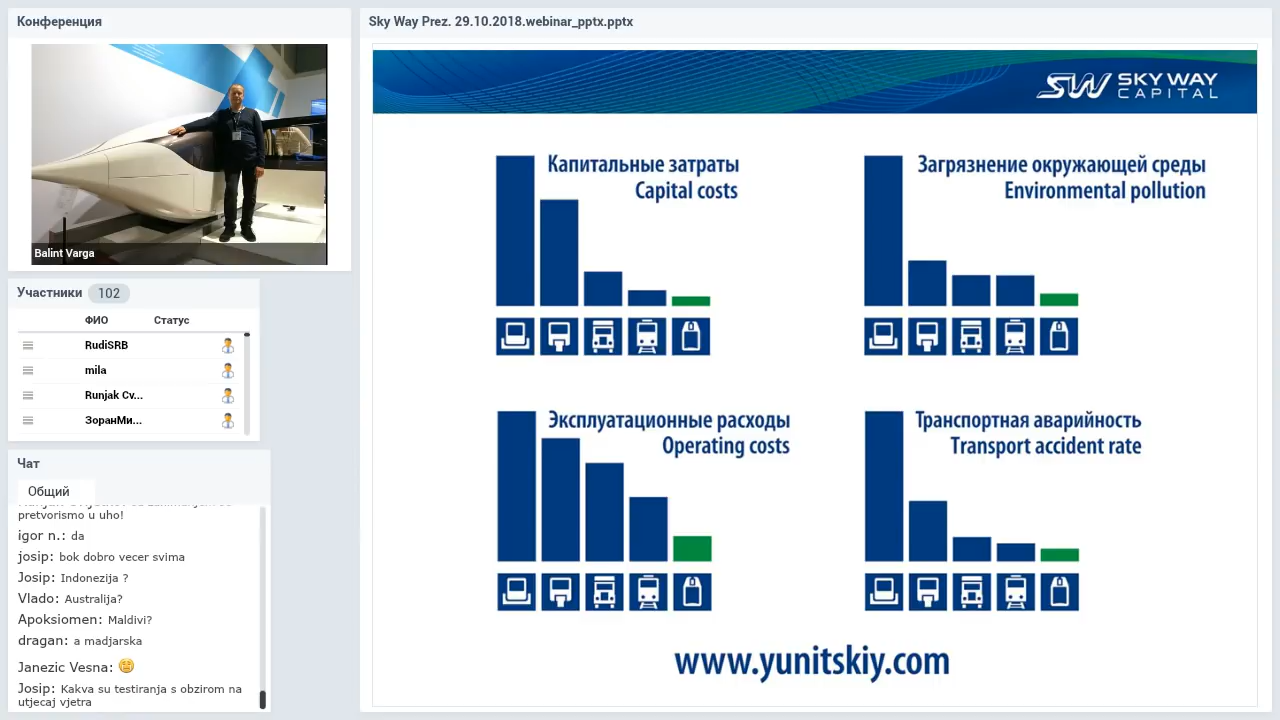 Конференция
Balint Varga
Участники 102
ФИО Статус
RudiSRB
mila
Runjak Cv...
ЗоранМи...
Чат
Общий
pretvorismo u uho!
igor n.: da
josip: bok dobro vecer svima
Josip: Indonezija ?
Vlado: Australija?
Apoksiomen: Maldivi?
dragan: a madjarska
Janezic Vesna:
Josip: Kakva su testiranja s obzirom na
utjecaj vjetra
Sky Way Prez. 29.10.2018.webinar_pptx.pptx
SW SKY WAY
CAPITAL
Капитальные затраты
Capital costs
Загрязнение окружающей среды
Environmental pollution
Эксплуатационные расходы
Operating costs
Транспортная аварийность
Transport accident rate
www.yunitskiy.com